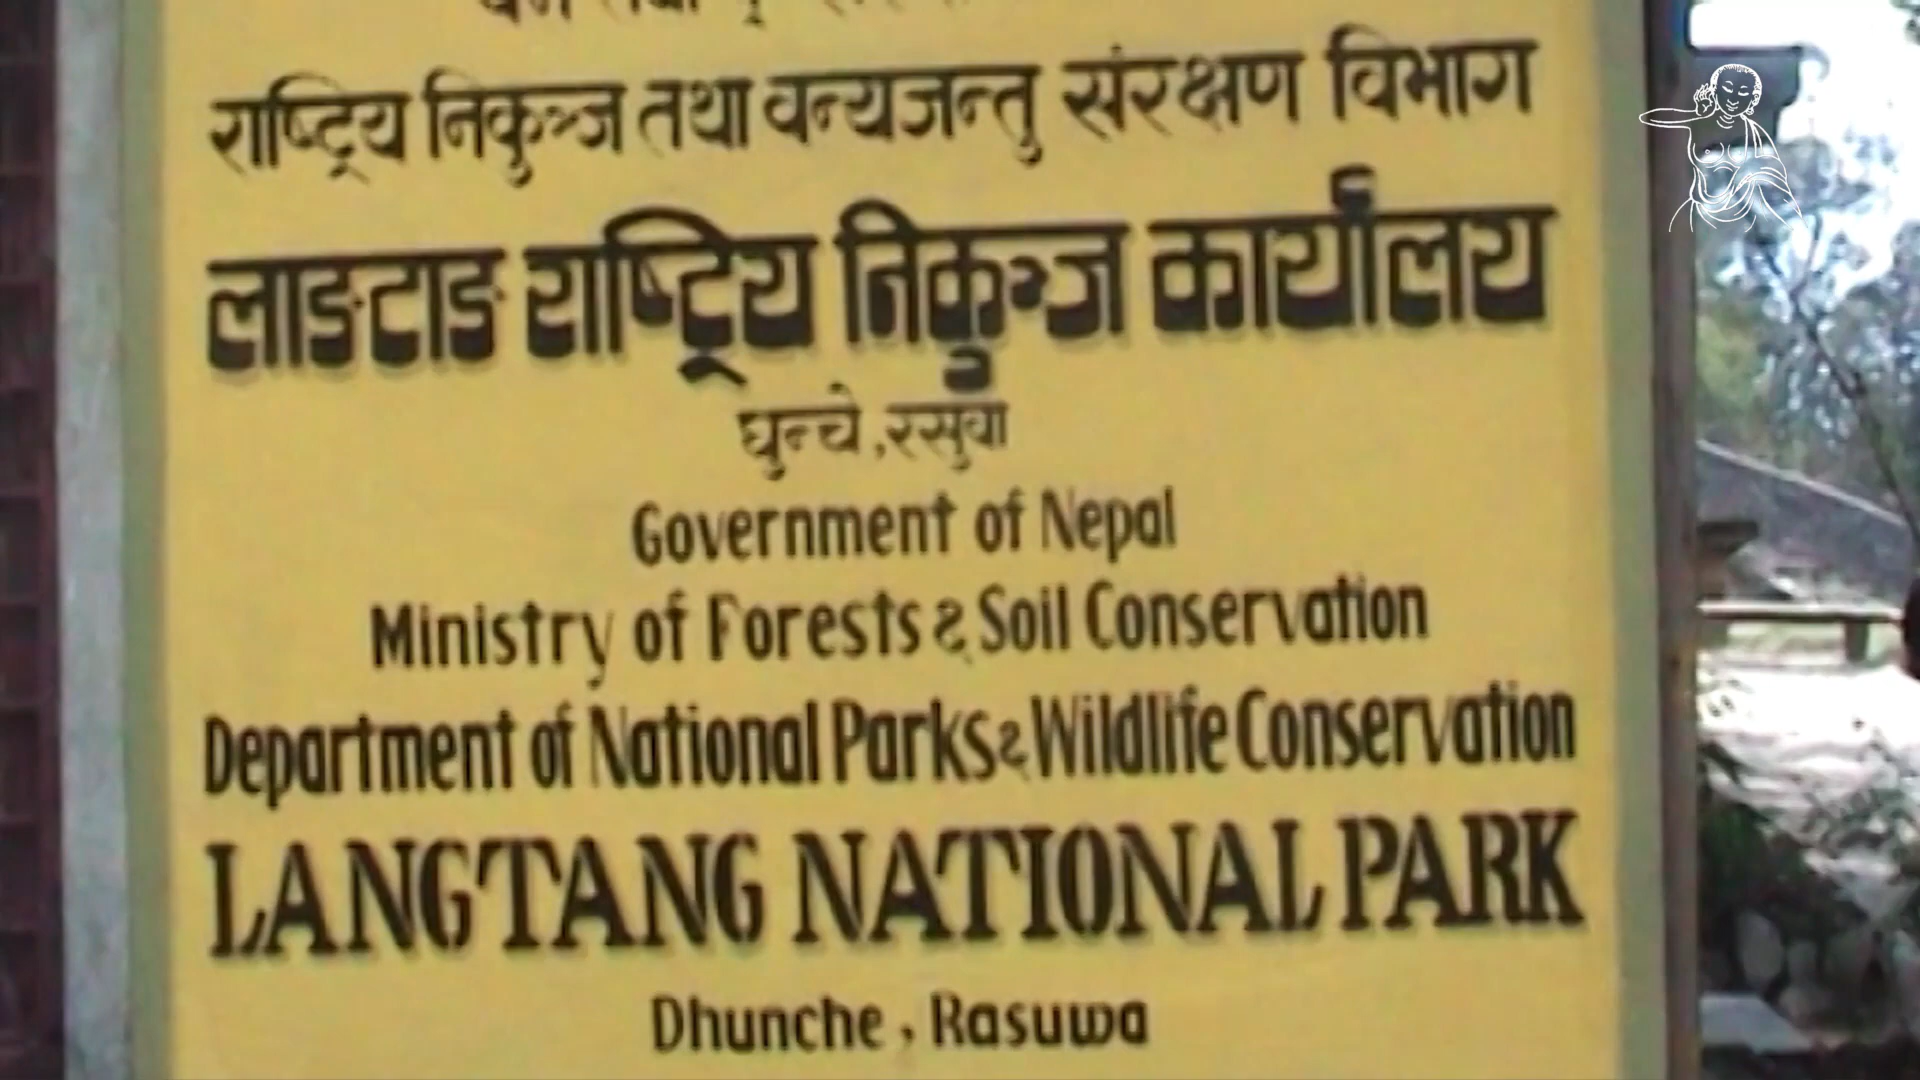 राष्ट्रिय निकुञ्ज तथा वन्यजन्तु संरक्षण विभाग
लाङटाङ राष्ट्रिय निकुञ्ज कार्यालय
धुन्चे, रसुवा
Government of Nepal
Ministry of Forests & Soil Conservation
Department of National Parks & Wildlife Conservation
LANGTANG NATIONAL PARK
Dhunche, Rasuwa